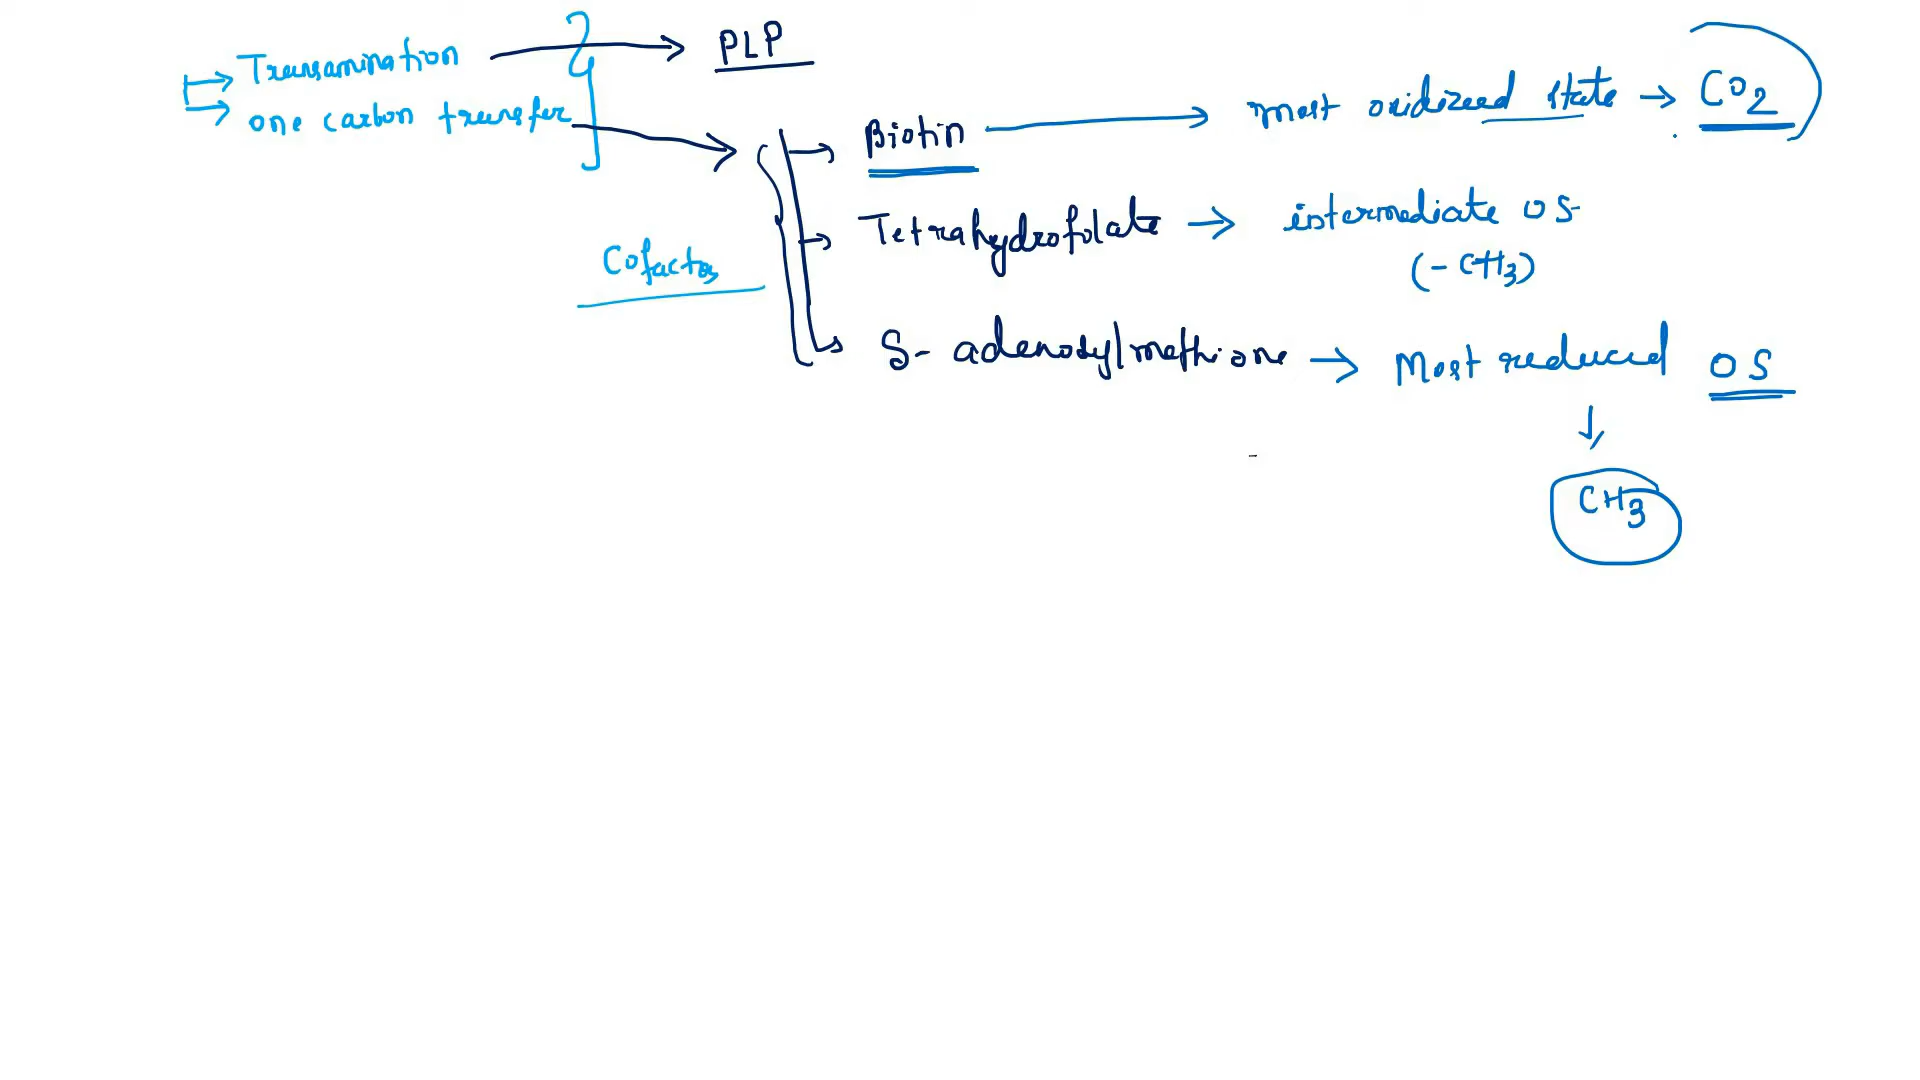 Transamination → PLP
one carbon transfer
Biotin → most oxidized state → CO2
Tetrahydrofolate → intermediate OS
(-CH3)
Cofactors
S-adenosylmethione → Most reduced OS
↓
CH3